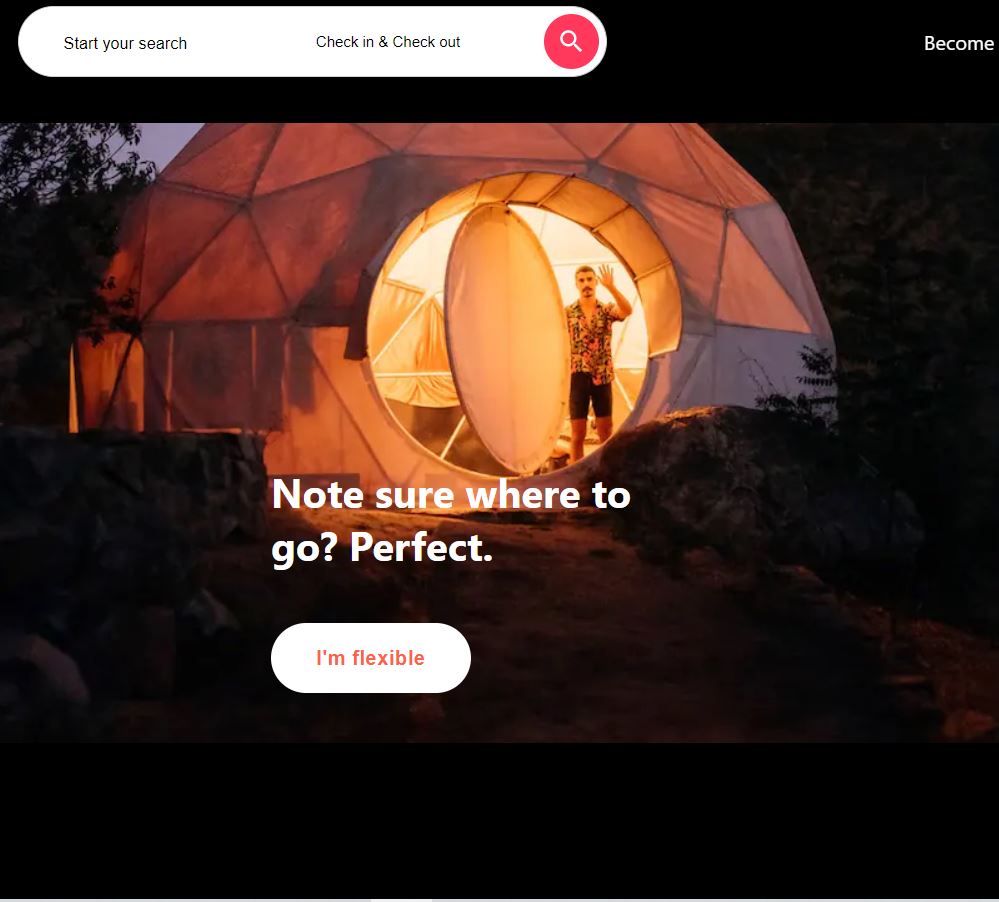 Start your search
Check in & Check out
Become
Note sure where to
go? Perfect.
I'm flexible